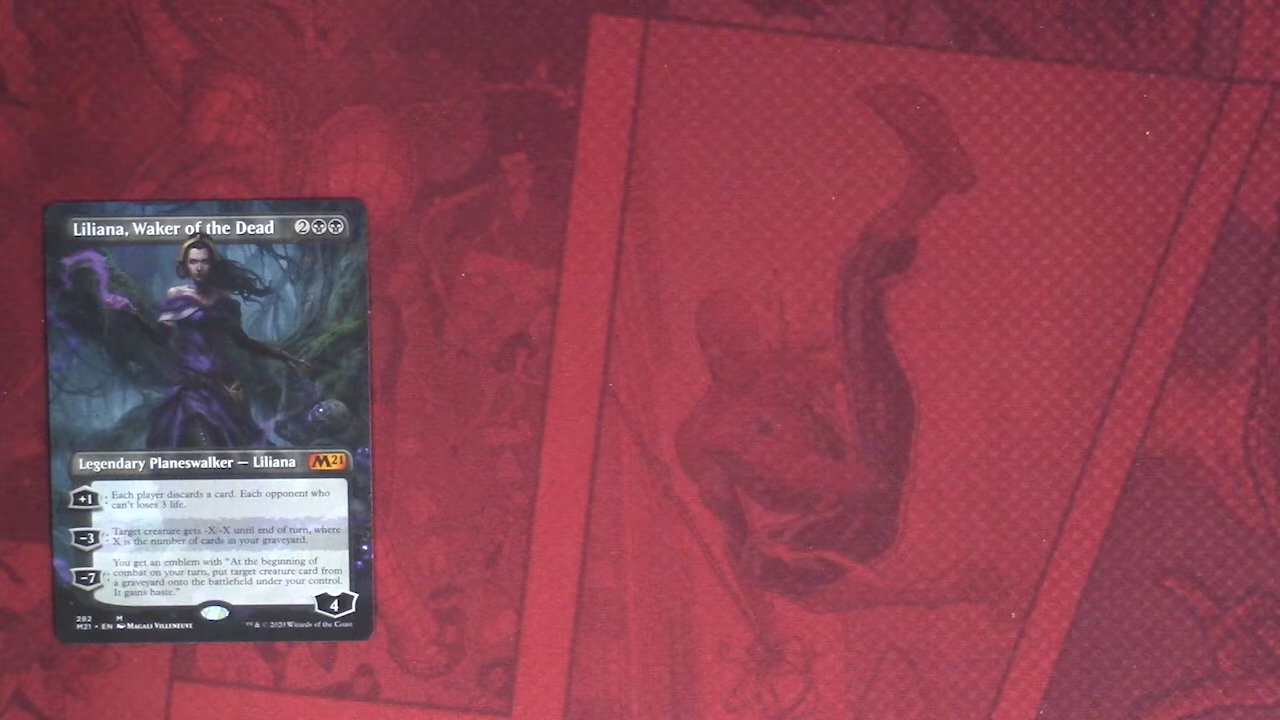 Liliana, Waker of the Dead 2
Legendary Planeswalker — Liliana M21
+1 : Each player discards a card. Each opponent who
can't loses 3 life.
−3 : Target creature gets -X/-X until end of turn, where
X is the number of cards in your graveyard.
−7 : You get an emblem with "At the beginning of
combat on your turn, put target creature card from
a graveyard onto the battlefield under your control.
It gains haste."
4
282 M
M21 • EN MAGALI VILLENEUVE ™ & © 2020 Wizards of the Coast